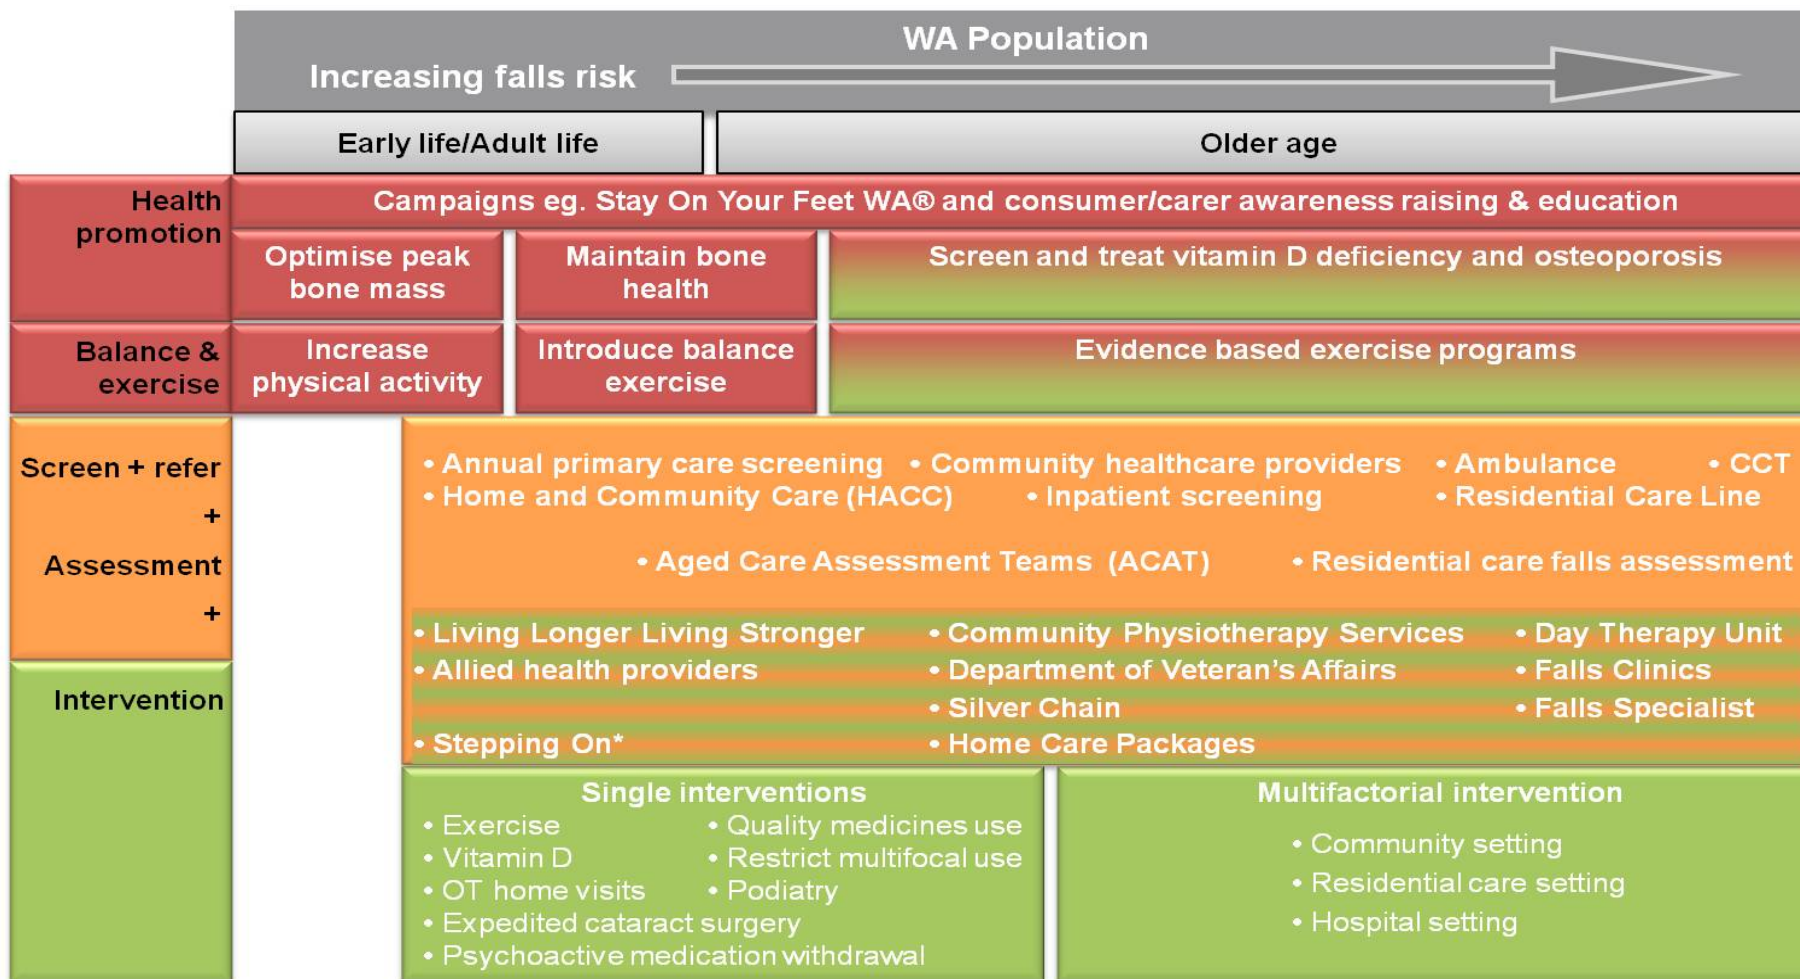 WA Population
Increasing falls risk
Early life/Adult life
Older age
Health
promotion
Campaigns eg. Stay On Your Feet WA® and consumer/carer awareness raising & education
Optimise peak
bone mass
Maintain bone
health
Screen and treat vitamin D deficiency and osteoporosis
Balance &
exercise
Increase
physical activity
Introduce balance
exercise
Evidence based exercise programs
Screen + refer
+
Assessment
+
• Annual primary care screening • Community healthcare providers • Ambulance • CCT
• Home and Community Care (HACC) • Inpatient screening • Residential Care Line
• Aged Care Assessment Teams (ACAT) • Residential care falls assessment
• Living Longer Living Stronger • Community Physiotherapy Services • Day Therapy Unit
• Allied health providers • Department of Veteran's Affairs • Falls Clinics
• Silver Chain • Falls Specialist
• Stepping On* • Home Care Packages
Intervention
Single interventions
• Exercise • Quality medicines use
• Vitamin D • Restrict multifocal use
• OT home visits • Podiatry
• Expedited cataract surgery
• Psychoactive medication withdrawal
Multifactorial intervention
• Community setting
• Residential care setting
• Hospital setting